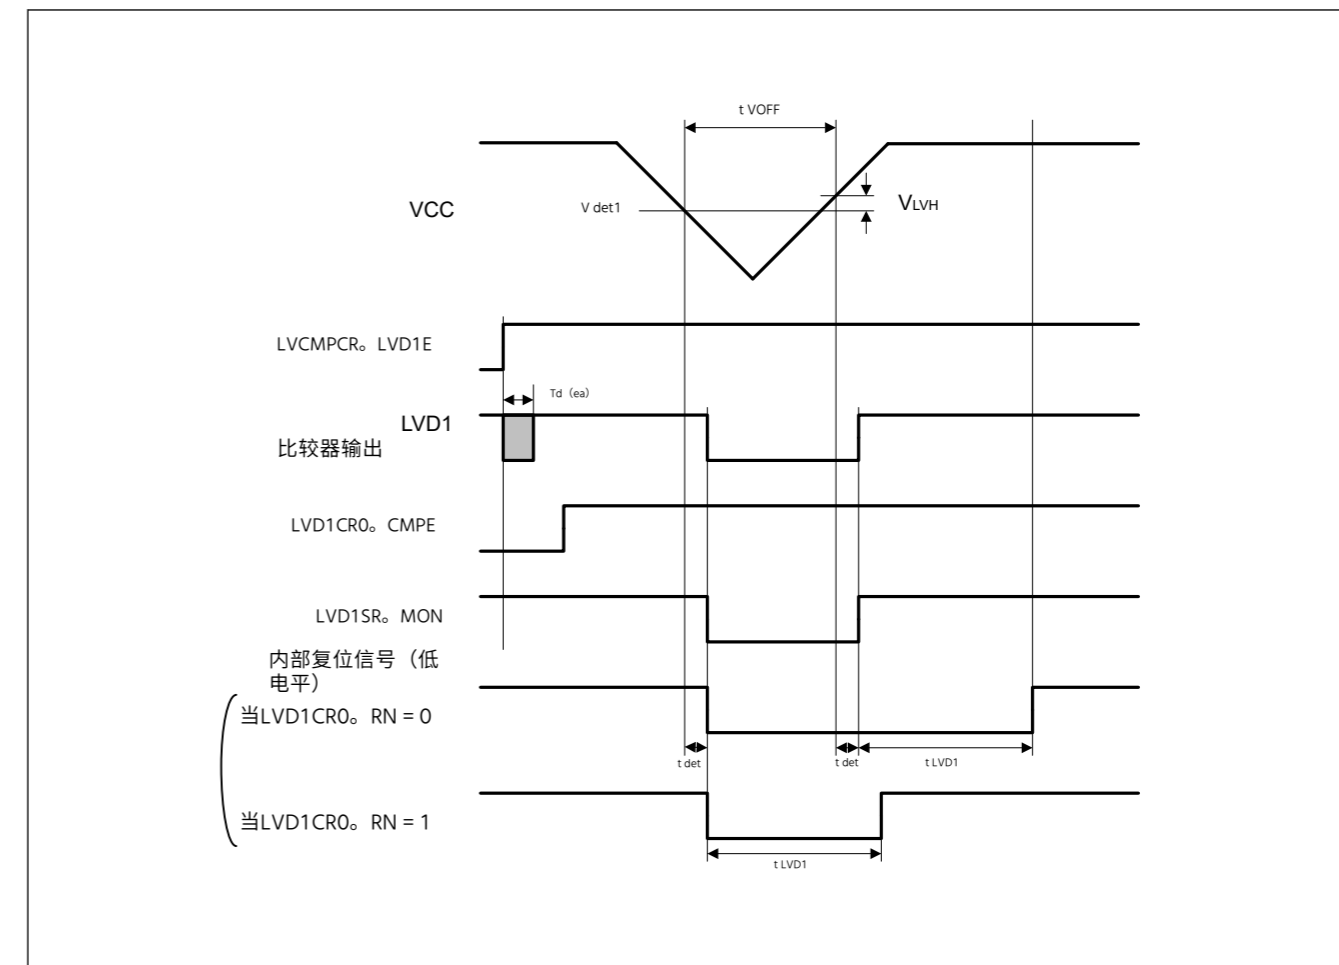 t VOFF
VCC
V det1
VLVH
LVCMPCR。LVD1E
Td（ea）
LVD1
比较器输出
LVD1CR0。CMPE
LVD1SR。MON
内部复位信号（低
电平）
当LVD1CR0。RN = 0
t det
t det
t LVD1
当LVD1CR0。RN = 1
t LVD1